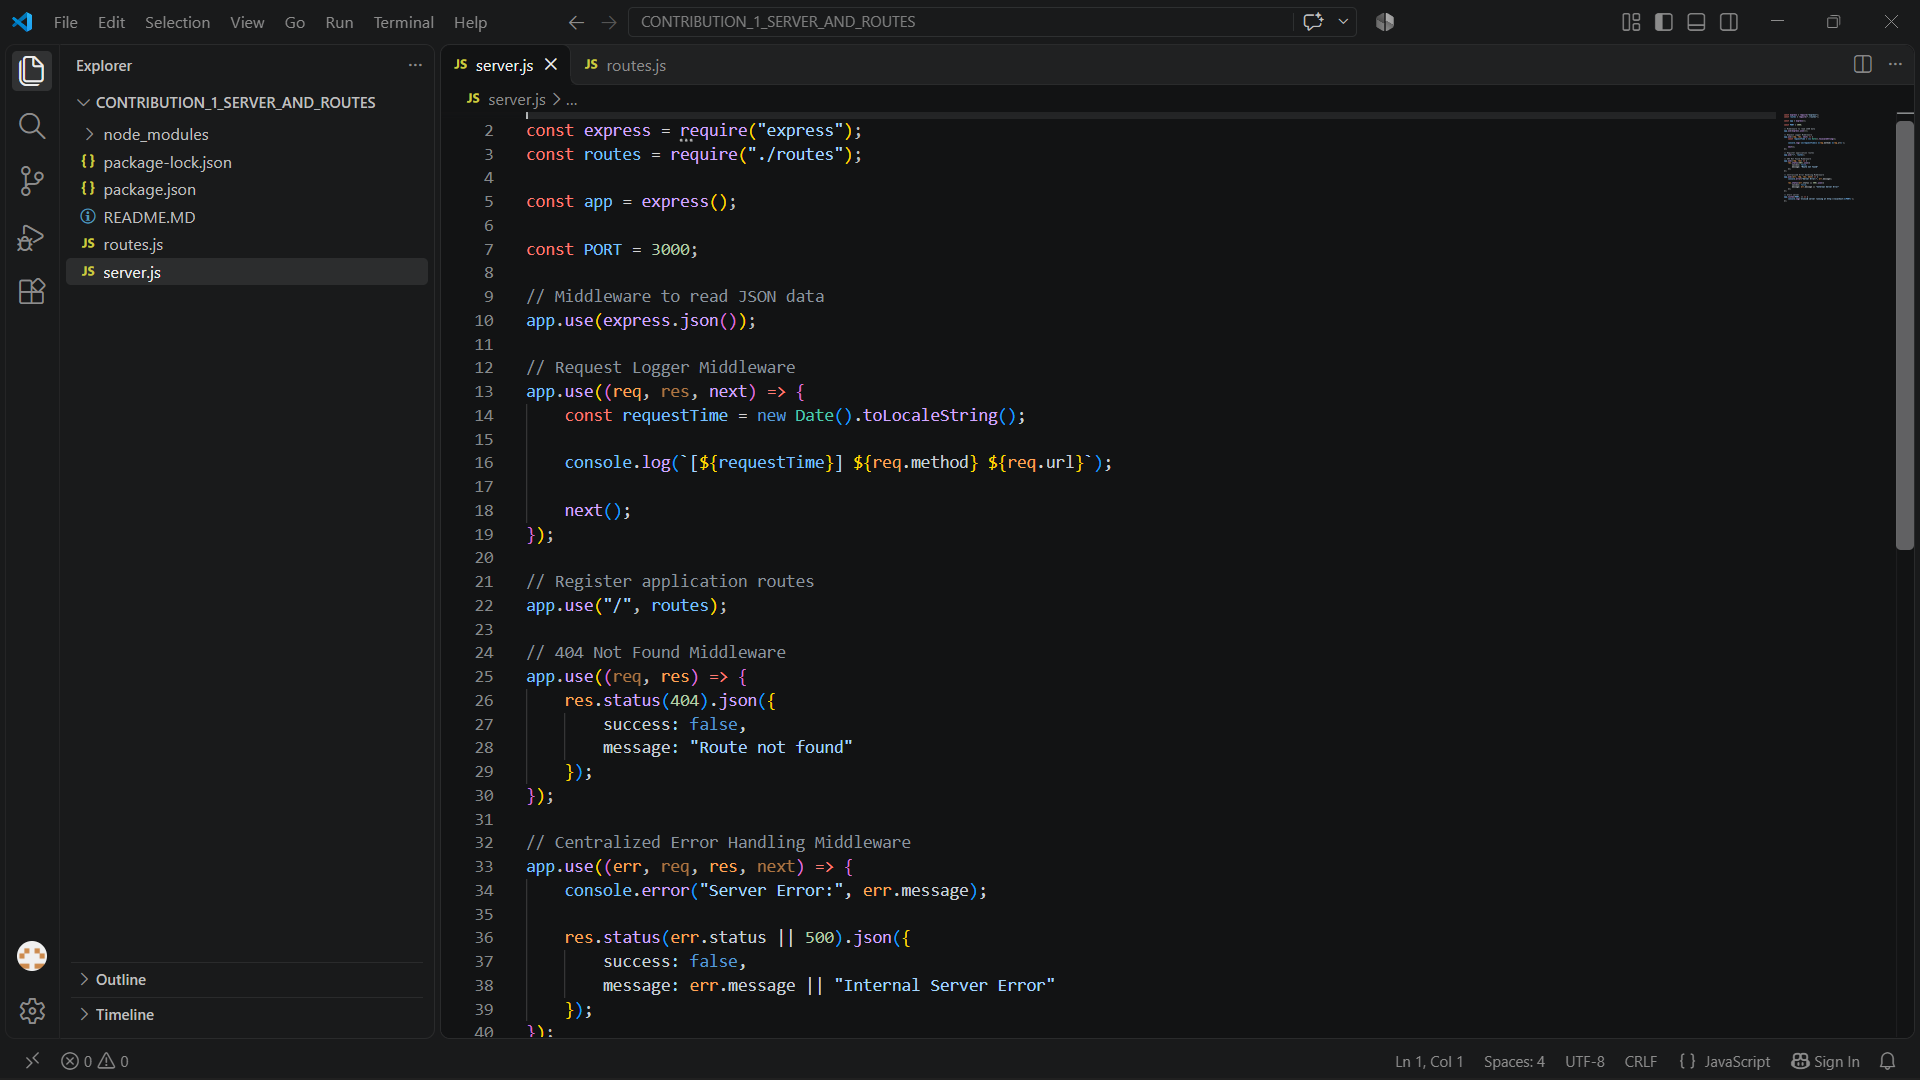 File Edit Selection View Go Run Terminal Help
CONTRIBUTION_1_SERVER_AND_ROUTES
Explorer
CONTRIBUTION_1_SERVER_AND_ROUTES
node_modules
{} package-lock.json
{} package.json
README.MD
JS routes.js
JS server.js
Outline
Timeline
JS server.js
JS routes.js
JS server.js > ...
2 const express = require("express");
3 const routes = require("./routes");
4
5 const app = express();
6
7 const PORT = 3000;
8
9 // Middleware to read JSON data
10 app.use(express.json());
11
12 // Request Logger Middleware
13 app.use((req, res, next) => {
14     const requestTime = new Date().toLocaleString();
15
16     console.log(`[${requestTime}] ${req.method} ${req.url}`);
17
18     next();
19 });
20
21 // Register application routes
22 app.use("/", routes);
23
24 // 404 Not Found Middleware
25 app.use((req, res) => {
26     res.status(404).json({
27         success: false,
28         message: "Route not found"
29     });
30 });
31
32 // Centralized Error Handling Middleware
33 app.use((err, req, res, next) => {
34     console.error("Server Error:", err.message);
35
36     res.status(err.status || 500).json({
37         success: false,
38         message: err.message || "Internal Server Error"
39     });
40 });
0 0
Ln 1, Col 1 Spaces: 4 UTF-8 CRLF {} JavaScript Sign In